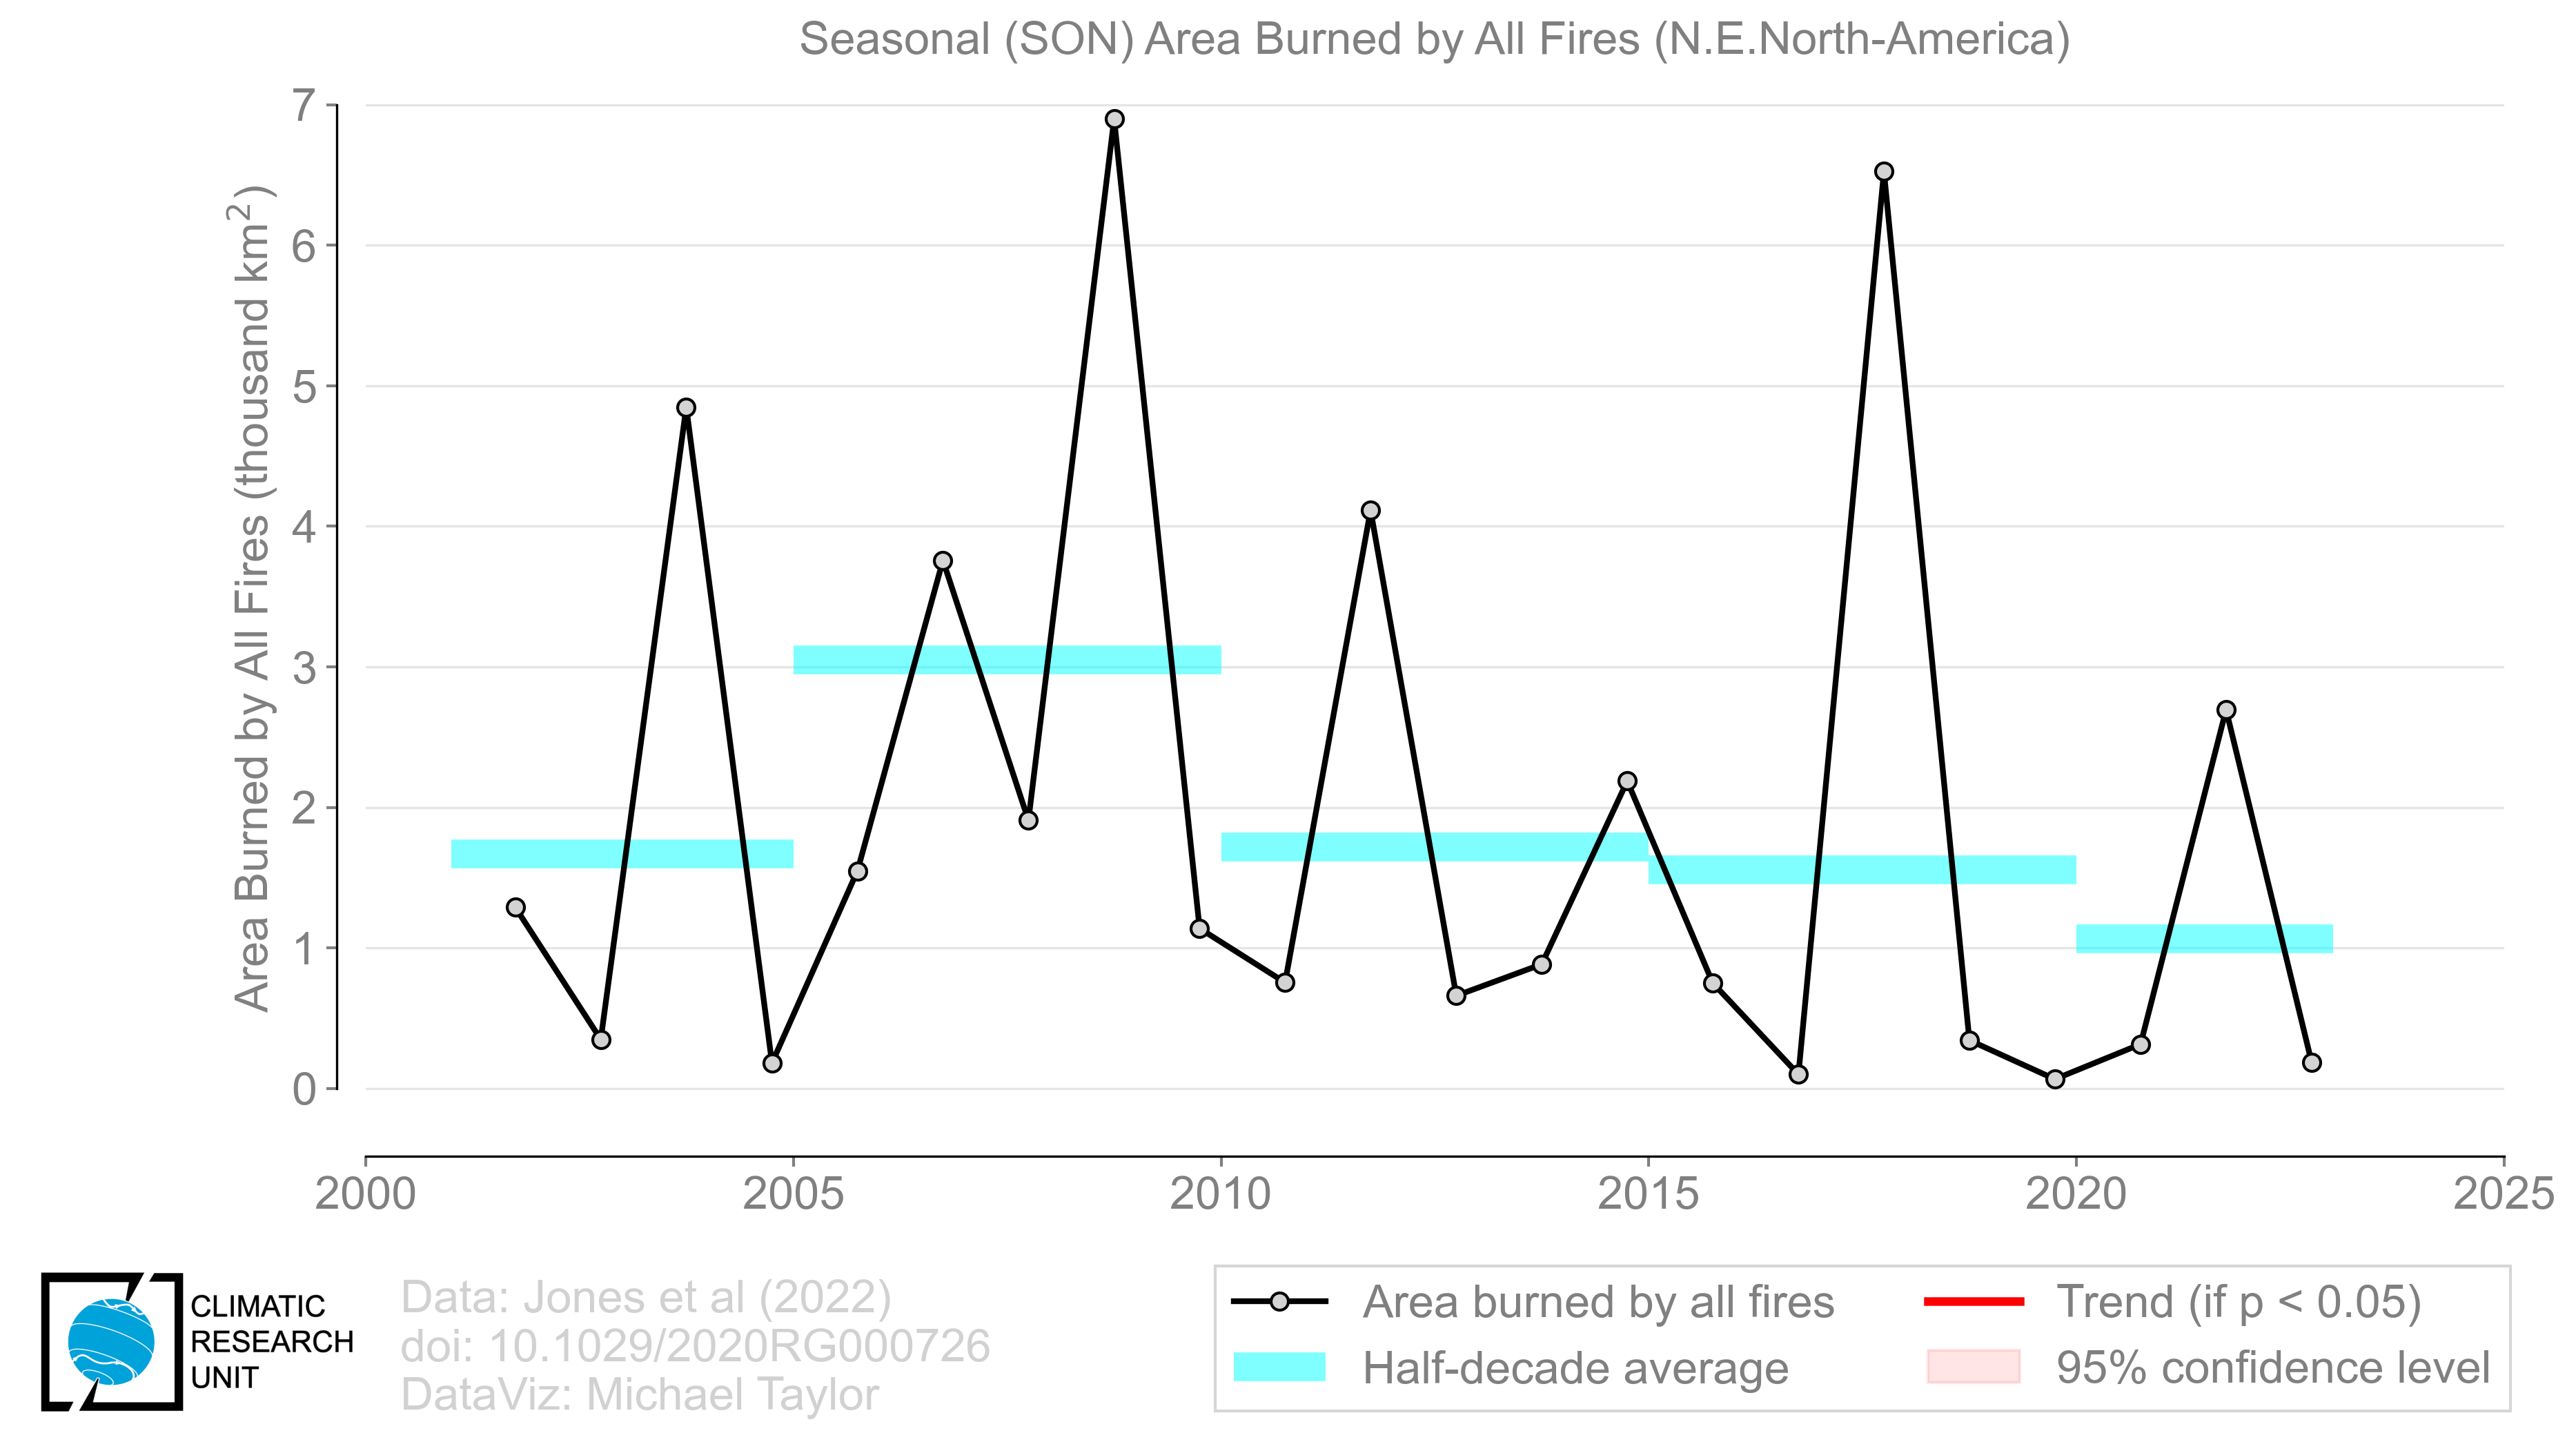 Seasonal (SON) Area Burned by All Fires (N.E.North-America)
Area Burned by All Fires (thousand km²)
7
6
5
4
3
2
1
0
2000 2005 2010 2015 2020 2025
CLIMATIC
RESEARCH
UNIT
Data: Jones et al (2022)
doi: 10.1029/2020RG000726
DataViz: Michael Taylor
Area burned by all fires
Half-decade average
Trend (if p < 0.05)
95% confidence level